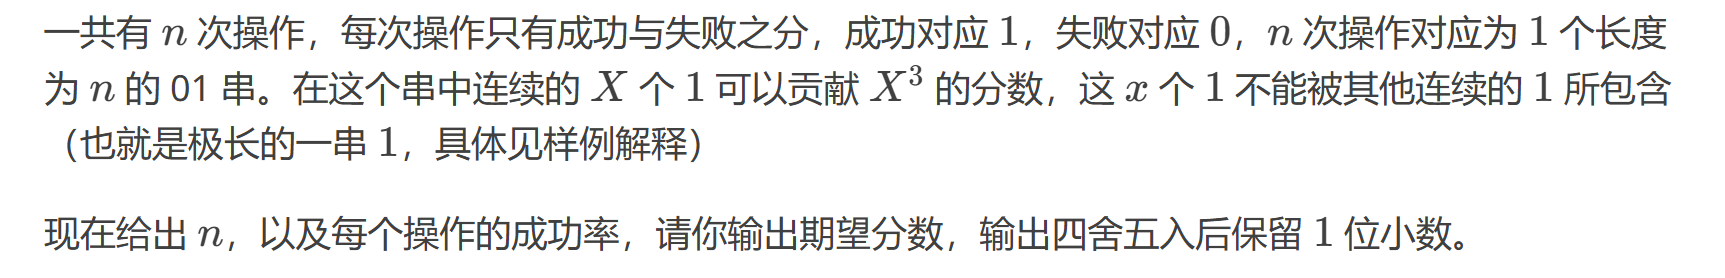 一共有 n 次操作，每次操作只有成功与失败之分，成功对应 1，失败对应 0，n 次操作对应为 1 个长度
为 n 的 01 串。在这个串中连续的 X 个 1 可以贡献 X³ 的分数，这 x 个 1 不能被其他连续的 1 所包含
（也就是极长的一串 1，具体见样例解释）
现在给出 n，以及每个操作的成功率，请你输出期望分数，输出四舍五入后保留 1 位小数。